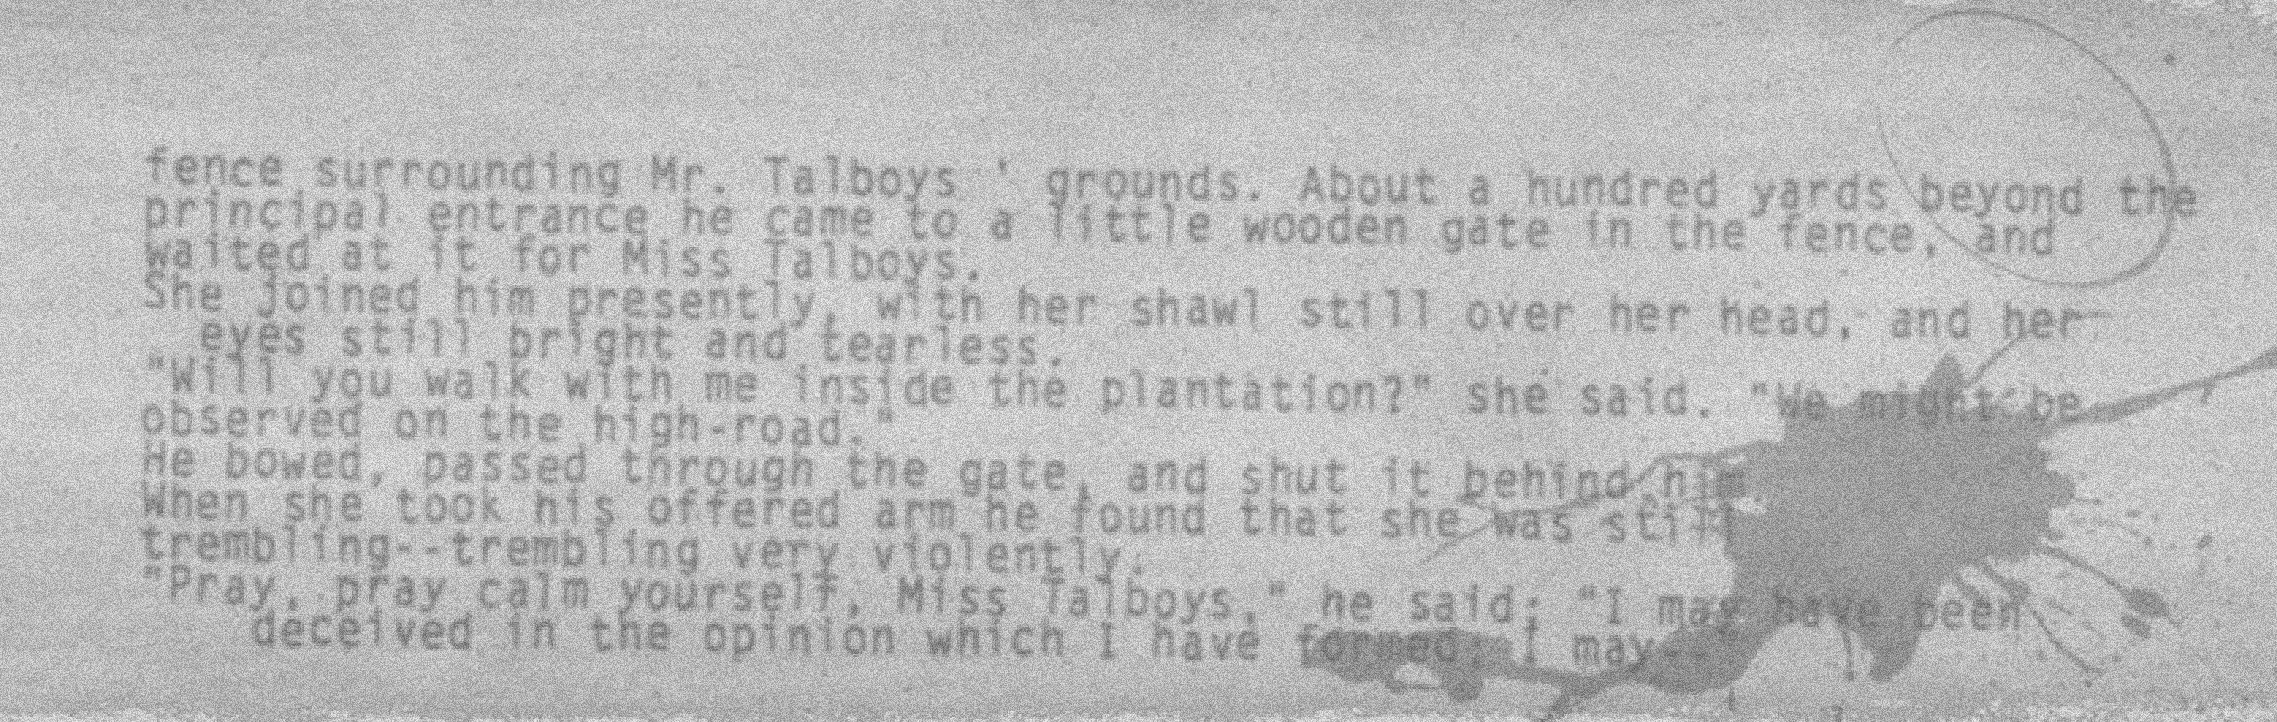 fence surrounding Mr. Talboys ' grounds. About a hundred yards beyond the
principal entrance he came to a little wooden gate in the fence, and
waited at it for Miss Talboys.
She joined him presently, with her shawl still over her head, and her
eyes still bright and tearless.
"Will you walk with me inside the plantation?" she said. "We might be
observed on the high-road."
He bowed, passed through the gate, and shut it behind him.
When she took his offered arm he found that she was still
trembling--trembling very violently.
"Pray, pray calm yourself, Miss Talboys," he said; "I may have been
deceived in the opinion which I have formed; I may--"